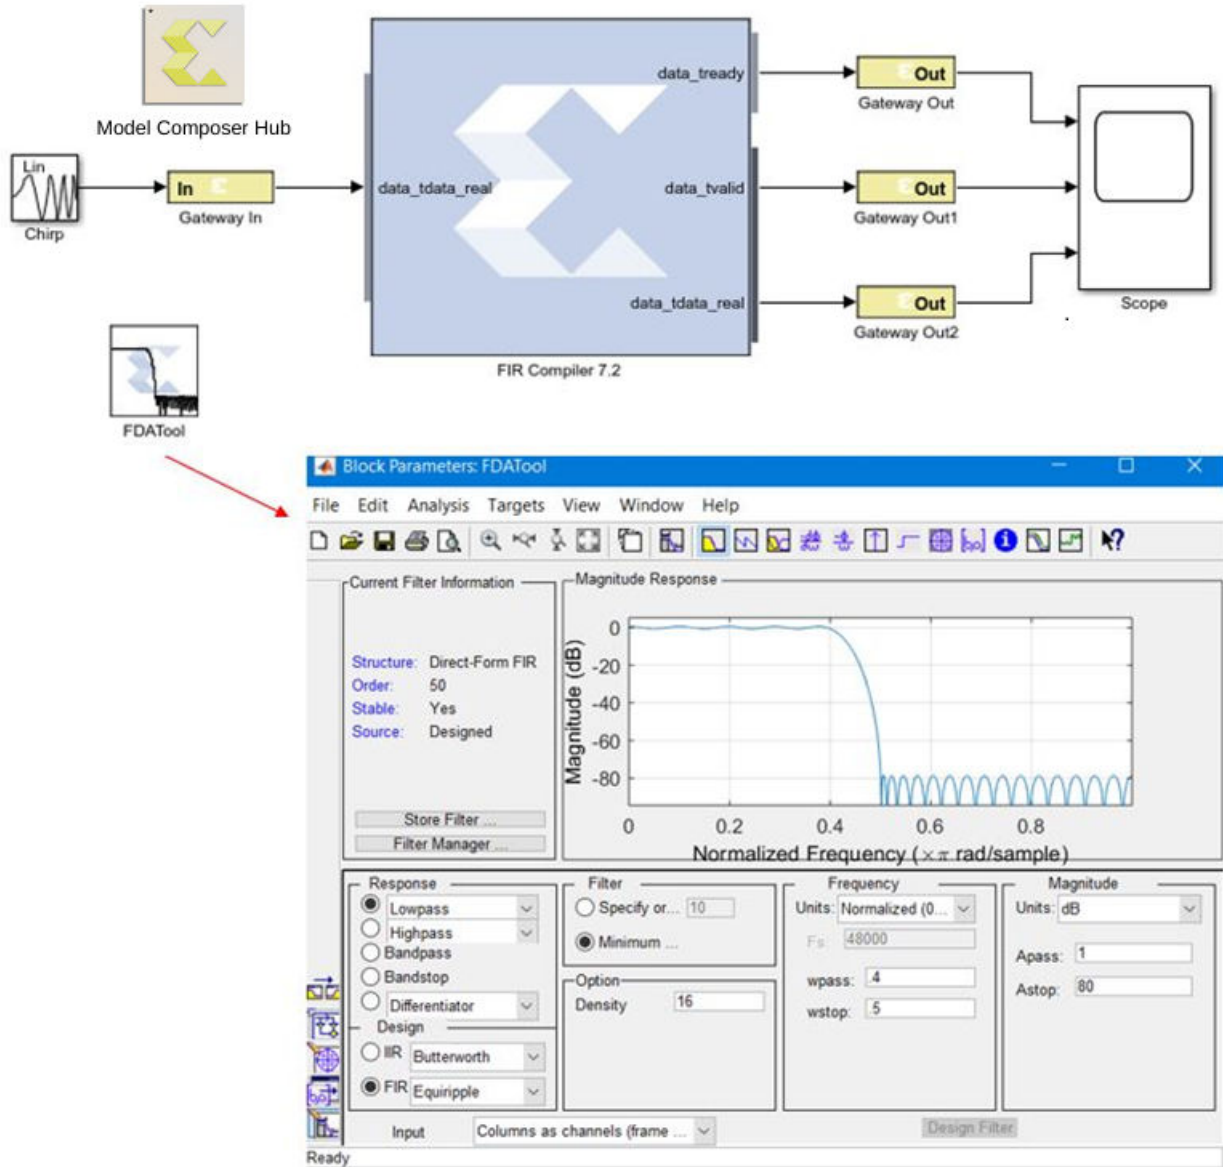 Model Composer Hub
Lin
Chirp
In
Gateway In
data_tdata_real
data_tready
data_tvalid
data_tdata_real
FIR Compiler 7.2
Out
Gateway Out
Out
Gateway Out1
Out
Gateway Out2
Scope
FDATool
Block Parameters: FDATool
File Edit Analysis Targets View Window Help
Current Filter Information
Structure: Direct-Form FIR
Order: 50
Stable: Yes
Source: Designed
Store Filter ...
Filter Manager ...
Magnitude Response
Magnitude (dB)
0
-20
-40
-60
-80
0 0.2 0.4 0.6 0.8
Normalized Frequency (×π rad/sample)
Response
Lowpass
Highpass
Bandpass
Bandstop
Differentiator
Design
IIR Butterworth
FIR Equiripple
Filter
Specify or... 10
Minimum ...
Option
Density 16
Frequency
Units: Normalized (0...
Fs: 48000
wpass: .4
wstop: .5
Magnitude
Units: dB
Apass: 1
Astop: 80
Input Columns as channels (frame ...
Design Filter
Ready